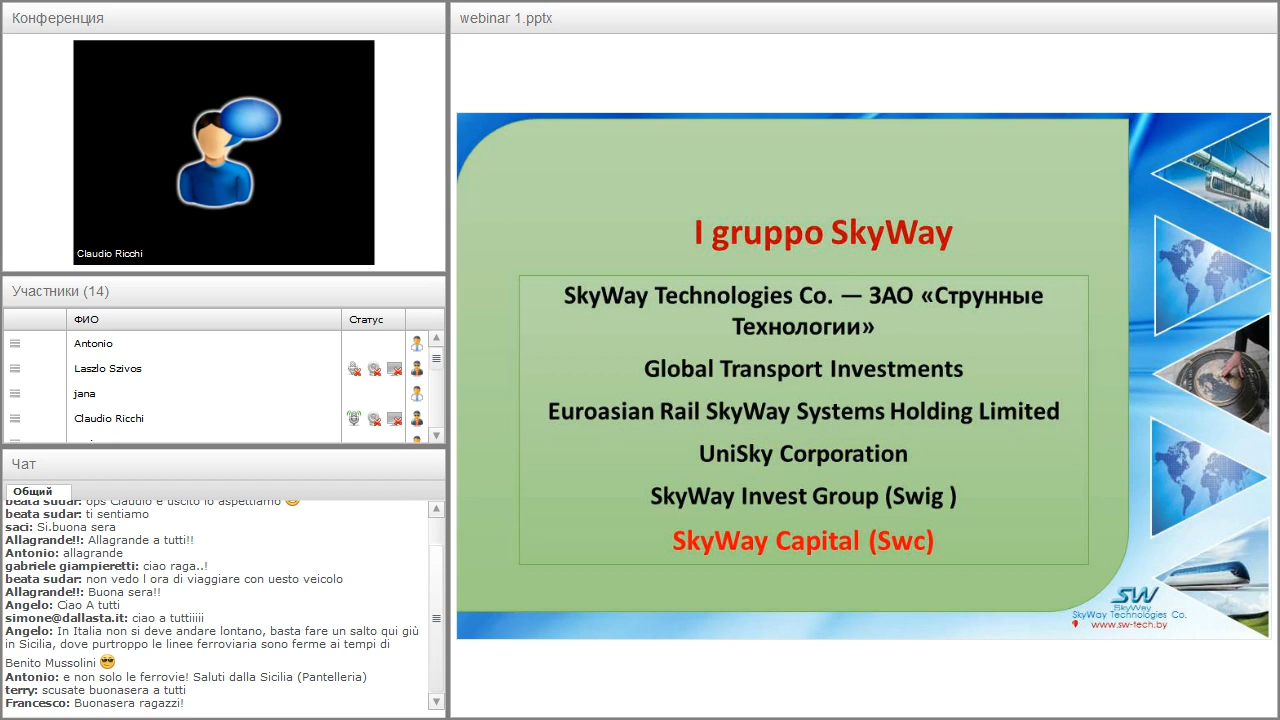 Конференция
Claudio Ricchi
Участники (14)
ФИО
Статус
Antonio
Laszlo Szivos
jana
Claudio Ricchi
Чат
Общий
beata sudar: ops Claudio e uscito lo aspettiamo
beata sudar: ti sentiamo
saci: Si.buona sera
Allagrande!!: Allagrande a tutti!!
Antonio: allagrande
gabriele giampieretti: ciao raga..!
beata sudar: non vedo l ora di viaggiare con uesto veicolo
Allagrande!!: Buona sera!!
Angelo: Ciao A tutti
simone@dallasta.it: ciao a tuttiiiii
Angelo: In Italia non si deve andare lontano, basta fare un salto qui giù
in Sicilia, dove purtroppo le linee ferroviaria sono ferme ai tempi di
Benito Mussolini
Antonio: e non solo le ferrovie! Saluti dalla Sicilia (Pantelleria)
terry: scusate buonasera a tutti
Francesco: Buonasera ragazzi!
webinar 1.pptx
I gruppo SkyWay
SkyWay Technologies Co. — ЗАО «Струнные
Технологии»
Global Transport Investments
Euroasian Rail SkyWay Systems Holding Limited
UniSky Corporation
SkyWay Invest Group (Swig )
SkyWay Capital (Swc)
SW
SkyWay
SkyWay Technologies Co.
www.sw-tech.by